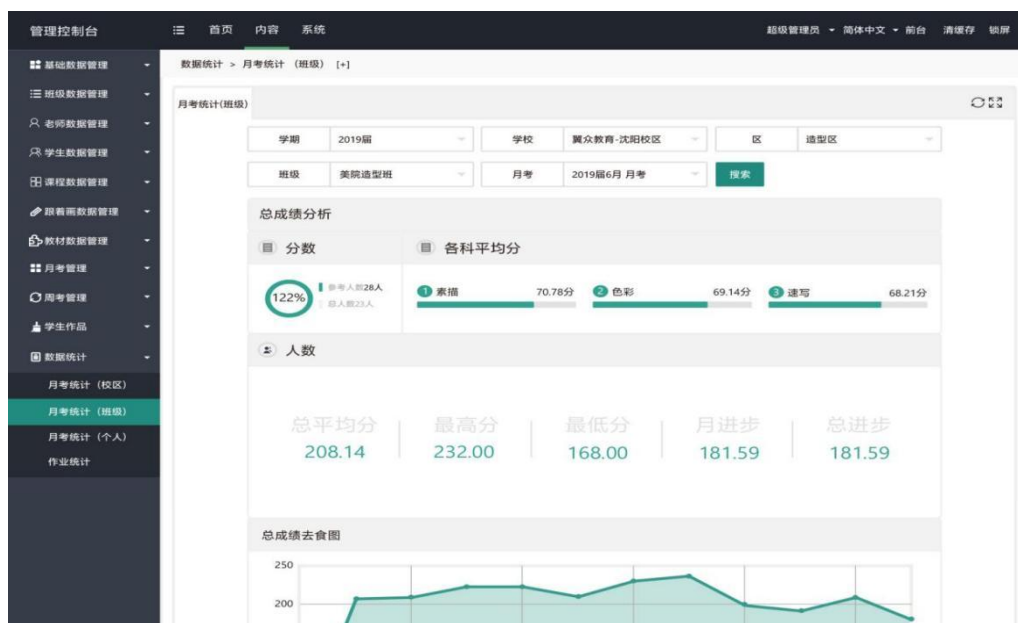 管理控制台 首页 内容 系统 超级管理员 简体中文 前台 清缓存 锁屏
基础数据管理
班级数据管理
老师数据管理
学生数据管理
课程数据管理
跟着画数据管理
教材数据管理
月考管理
周考管理
学生作品
数据统计
月考统计（校区）
月考统计（班级）
月考统计（个人）
作业统计
数据统计 > 月考统计 （班级） [+]
月考统计(班级)
学期 2019届 学校 翼众教育-沈阳校区 区 造型区
班级 美院造型班 月考 2019届6月 月考 搜索
总成绩分析
分数 各科平均分
122% 参考人数28人
总人数23人
1 素描 70.78分 2 色彩 69.14分 3 速写 68.21分
人数
总平均分 最高分 最低分 月进步 总进步
208.14 232.00 168.00 181.59 181.59
总成绩去食图
250
200